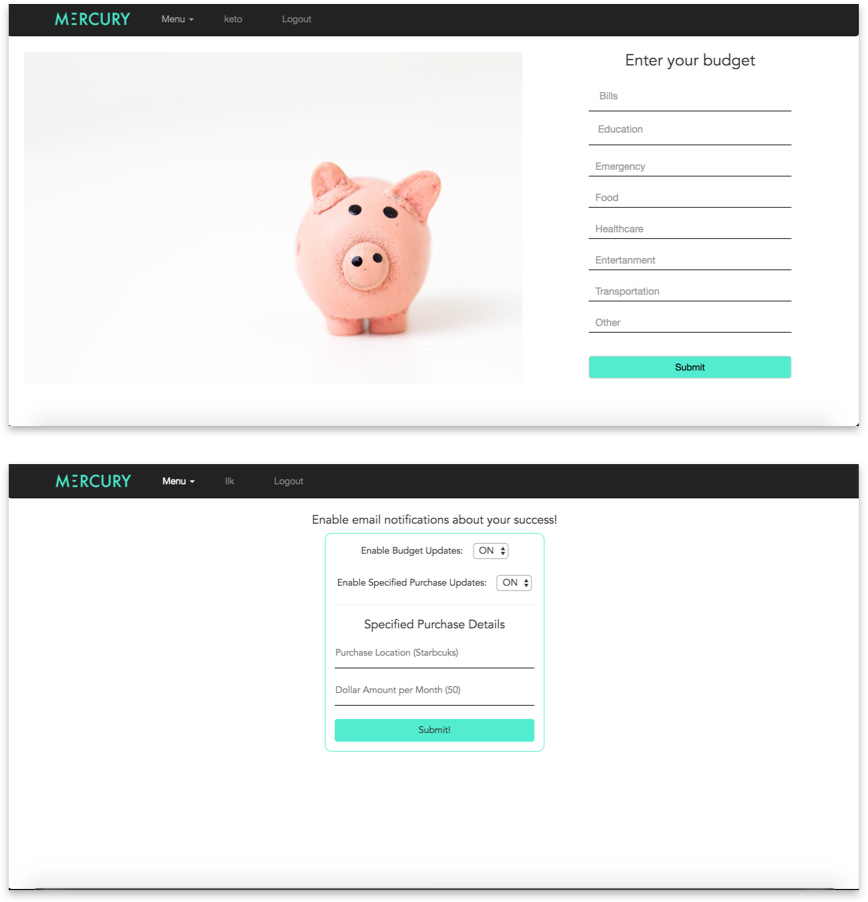 MERCURY Menu keto Logout
Enter your budget
Bills
Education
Emergency
Food
Healthcare
Entertanment
Transportation
Other
Submit
MERCURY Menu llk Logout
Enable email notifications about your success!
Enable Budget Updates: ON
Enable Specified Purchase Updates: ON
Specified Purchase Details
Purchase Location (Starbcuks)
Dollar Amount per Month (50)
Submit!